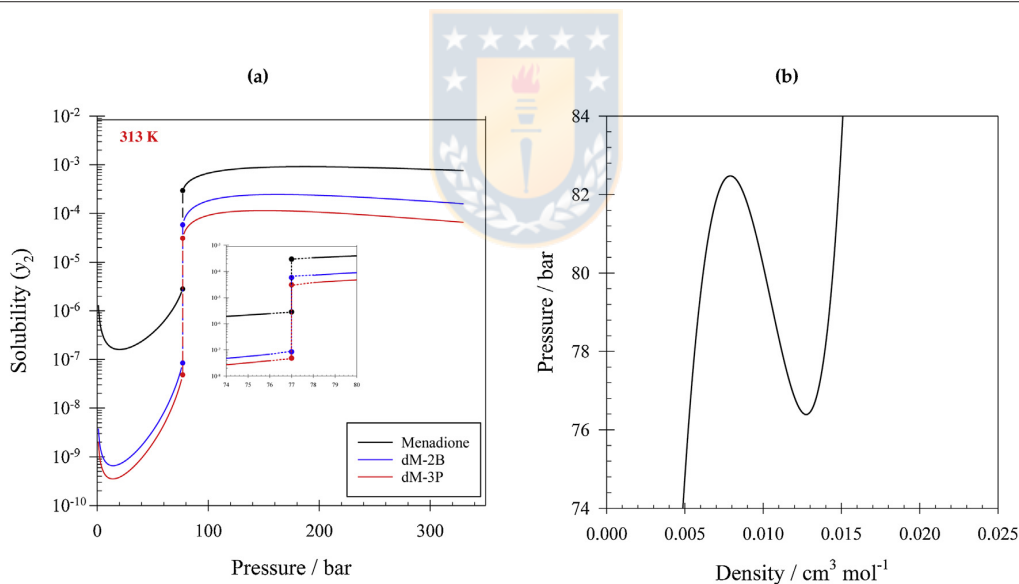 (a)
313 K
10⁻²
10⁻³
10⁻⁴
10⁻⁵
10⁻⁶
10⁻⁷
10⁻⁸
10⁻⁹
10⁻¹⁰
Solubility (y₂)
0 100 200 300
Pressure / bar
74 75 76 77 78 79 80
Menadione
dM-2B
dM-3P
(b)
84
82
80
78
76
74
Pressure / bar
0.000 0.005 0.010 0.015 0.020 0.025
Density / cm³ mol⁻¹